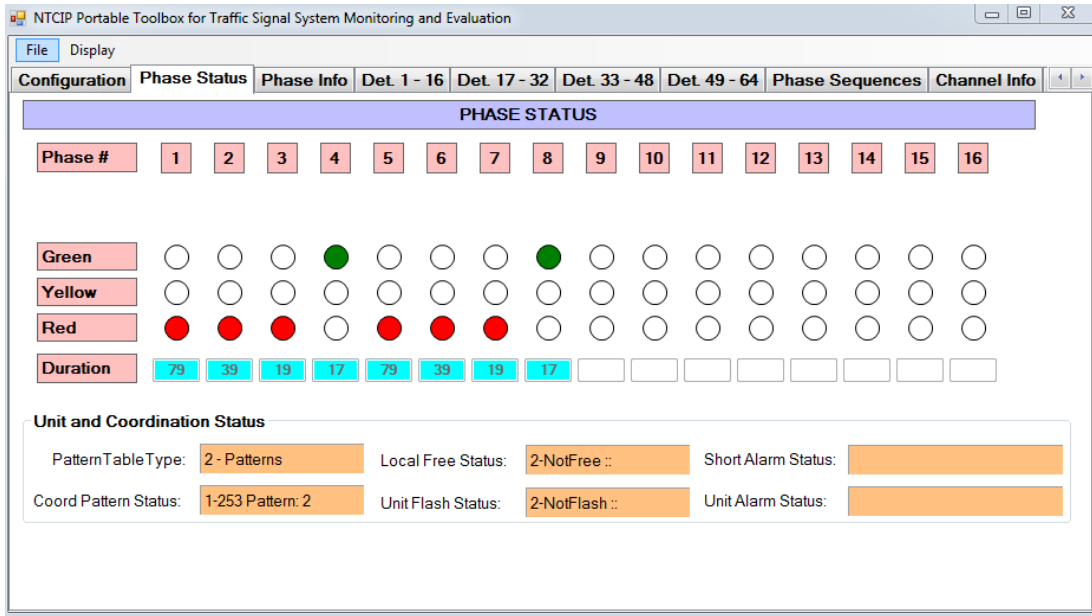 NTCIP Portable Toolbox for Traffic Signal System Monitoring and Evaluation
File Display
Configuration Phase Status Phase Info Det. 1 - 16 Det. 17 - 32 Det. 33 - 48 Det. 49 - 64 Phase Sequences Channel Info
PHASE STATUS
Phase # 1 2 3 4 5 6 7 8 9 10 11 12 13 14 15 16
Green
Yellow
Red
Duration 79 39 19 17 79 39 19 17
Unit and Coordination Status
PatternTableType: 2 - Patterns Local Free Status: 2-NotFree :: Short Alarm Status:
Coord Pattern Status: 1-253 Pattern: 2 Unit Flash Status: 2-NotFlash :: Unit Alarm Status: